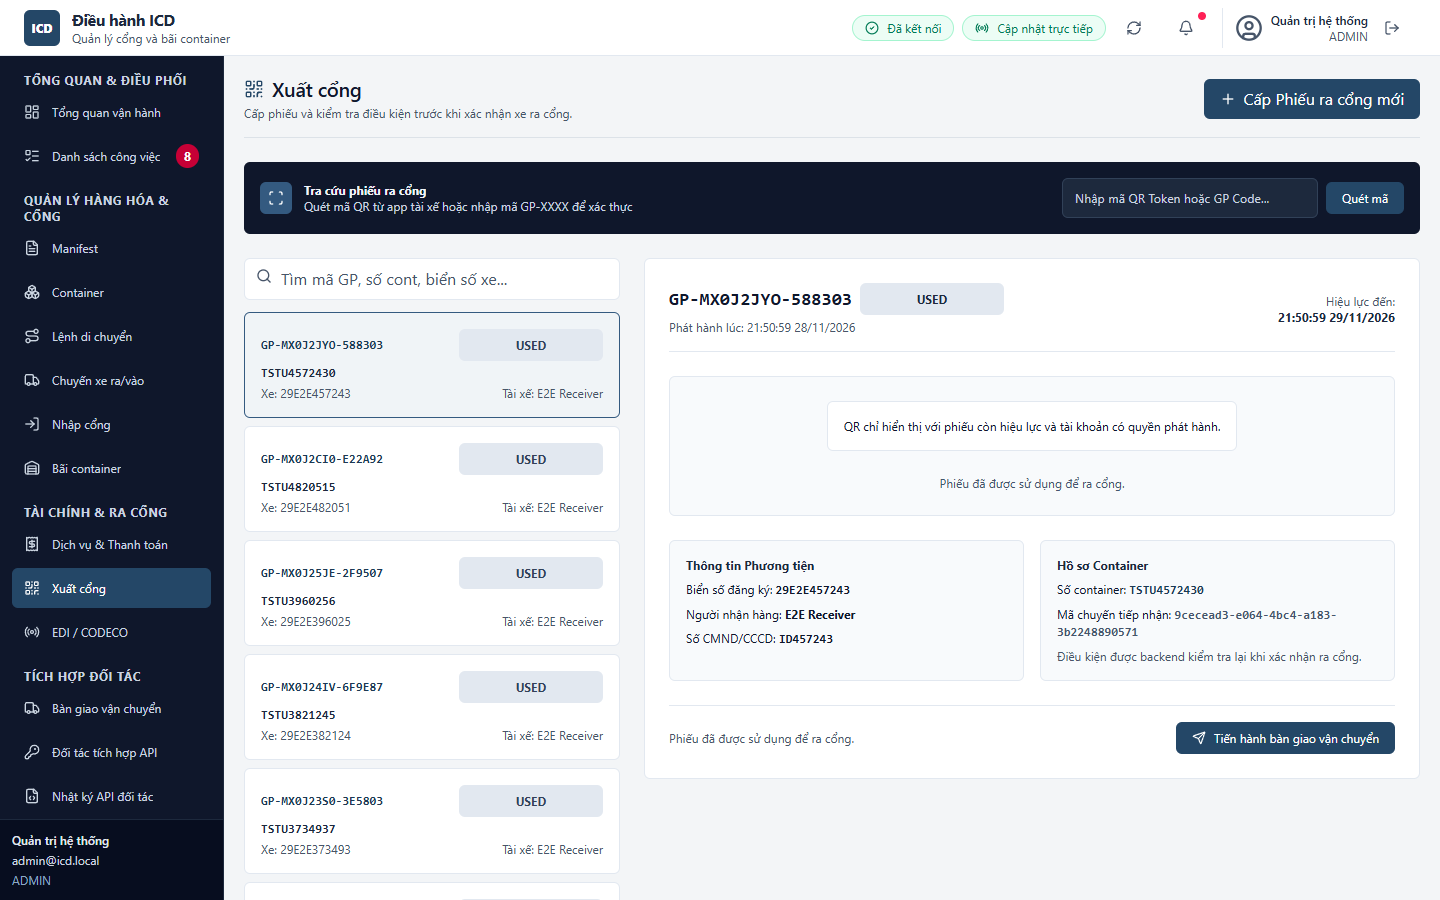 ICD
Điều hành ICD
Quản lý cổng và bãi container
Đã kết nối
Cập nhật trực tiếp
Quản trị hệ thống
ADMIN
TỔNG QUAN & ĐIỀU PHỐI
Tổng quan vận hành
Danh sách công việc
8
QUẢN LÝ HÀNG HÓA &
CỔNG
Manifest
Container
Lệnh di chuyển
Chuyến xe ra/vào
Nhập cổng
Bãi container
TÀI CHÍNH & RA CỔNG
Dịch vụ & Thanh toán
Xuất cổng
EDI / CODECO
TÍCH HỢP ĐỐI TÁC
Bàn giao vận chuyển
Đối tác tích hợp API
Nhật ký API đối tác
Quản trị hệ thống
admin@icd.local
ADMIN
Xuất cổng
Cấp phiếu và kiểm tra điều kiện trước khi xác nhận xe ra cổng.
Cấp Phiếu ra cổng mới
Tra cứu phiếu ra cổng
Quét mã QR từ app tài xế hoặc nhập mã GP-XXXX để xác thực
Nhập mã QR Token hoặc GP Code...
Quét mã
Tìm mã GP, số cont, biển số xe...
GP-MX0J2JYO-588303
USED
TSTU4572430
Xe: 29E2E457243
Tài xế: E2E Receiver
GP-MX0J2CI0-E22A92
USED
TSTU4820515
Xe: 29E2E482051
Tài xế: E2E Receiver
GP-MX0J25JE-2F9507
USED
TSTU3960256
Xe: 29E2E396025
Tài xế: E2E Receiver
GP-MX0J24IV-6F9E87
USED
TSTU3821245
Xe: 29E2E382124
Tài xế: E2E Receiver
GP-MX0J23S0-3E5803
USED
TSTU3734937
Xe: 29E2E373493
Tài xế: E2E Receiver
GP-MX0J2JYO-588303
USED
Phát hành lúc: 21:50:59 28/11/2026
Hiệu lực đến:
21:50:59 29/11/2026
QR chỉ hiển thị với phiếu còn hiệu lực và tài khoản có quyền phát hành.
Phiếu đã được sử dụng để ra cổng.
Thông tin Phương tiện
Biển số đăng ký: 29E2E457243
Người nhận hàng: E2E Receiver
Số CMND/CCCD: ID457243
Hồ sơ Container
Số container: TSTU4572430
Mã chuyến tiếp nhận: 9cecead3-e064-4bc4-a183-
3b2248890571
Điều kiện được backend kiểm tra lại khi xác nhận ra cổng.
Phiếu đã được sử dụng để ra cổng.
Tiến hành bàn giao vận chuyển